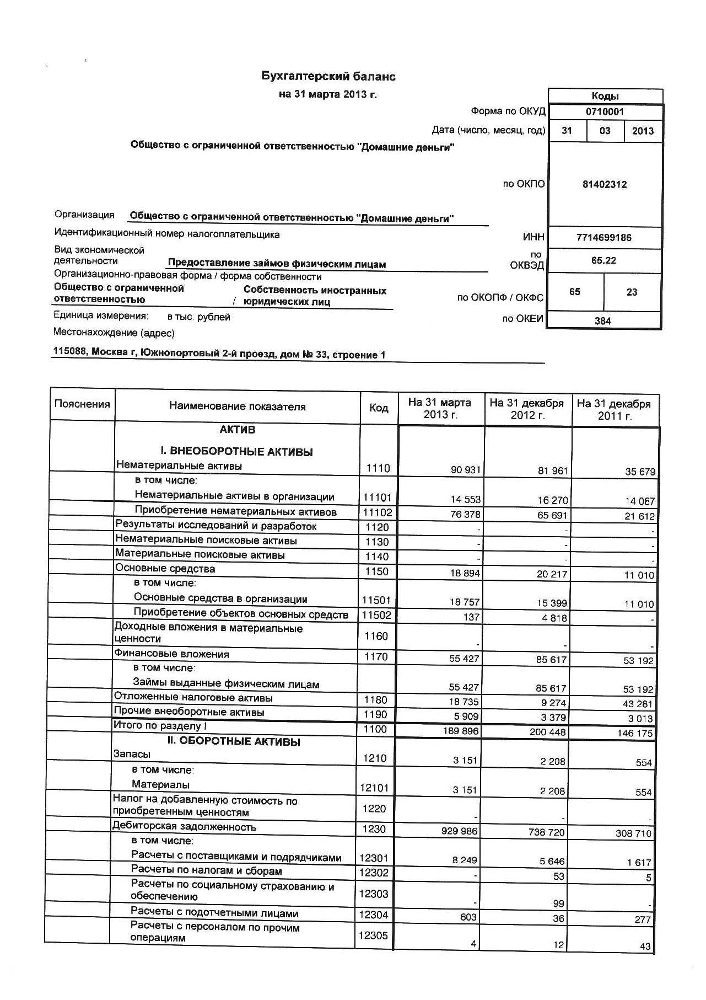 Бухгалтерский баланс
на 31 марта 2013 г.
Коды
Форма по ОКУД 0710001
Дата (число, месяц, год) 31 03 2013
Общество с ограниченной ответственностью "Домашние деньги"
по ОКПО 81402312
Организация Общество с ограниченной ответственностью "Домашние деньги"
Идентификационный номер налогоплательщика ИНН 7714699186
Вид экономической
деятельности Предоставление займов физическим лицам
по
ОКВЭД 65.22
Организационно-правовая форма / форма собственности
Общество с ограниченной
ответственностью / Собственность иностранных
юридических лиц
по ОКОПФ / ОКФС 65 23
Единица измерения: в тыс. рублей по ОКЕИ 384
Местонахождение (адрес)
115088, Москва г, Южнопортовый 2-й проезд, дом № 33, строение 1
Пояснения Наименование показателя Код На 31 марта 2013 г. На 31 декабря 2012 г. На 31 декабря 2011 г.
АКТИВ
I. ВНЕОБОРОТНЫЕ АКТИВЫ
Нематериальные активы 1110 90 931 81 961 35 679
в том числе:
Нематериальные активы в организации 11101 14 553 16 270 14 067
Приобретение нематериальных активов 11102 76 378 65 691 21 612
Результаты исследований и разработок 1120 - - -
Нематериальные поисковые активы 1130 - - -
Материальные поисковые активы 1140 - - -
Основные средства 1150 18 894 20 217 11 010
в том числе:
Основные средства в организации 11501 18 757 15 399 11 010
Приобретение объектов основных средств 11502 137 4 818 -
Доходные вложения в материальные
ценности 1160 - - -
Финансовые вложения 1170 55 427 85 617 53 192
в том числе:
Займы выданные физическим лицам 55 427 85 617 53 192
Отложенные налоговые активы 1180 18 735 9 274 43 281
Прочие внеоборотные активы 1190 5 909 3 379 3 013
Итого по разделу I 1100 189 896 200 448 146 175
II. ОБОРОТНЫЕ АКТИВЫ
Запасы 1210 3 151 2 208 554
в том числе:
Материалы 12101 3 151 2 208 554
Налог на добавленную стоимость по
приобретенным ценностям 1220 - - -
Дебиторская задолженность 1230 929 986 738 720 308 710
в том числе:
Расчеты с поставщиками и подрядчиками 12301 8 249 5 646 1 617
Расчеты по налогам и сборам 12302 - 53 5
Расчеты по социальному страхованию и
обеспечению 12303 - 99 -
Расчеты с подотчетными лицами 12304 603 36 277
Расчеты с персоналом по прочим
операциям 12305 4 12 43